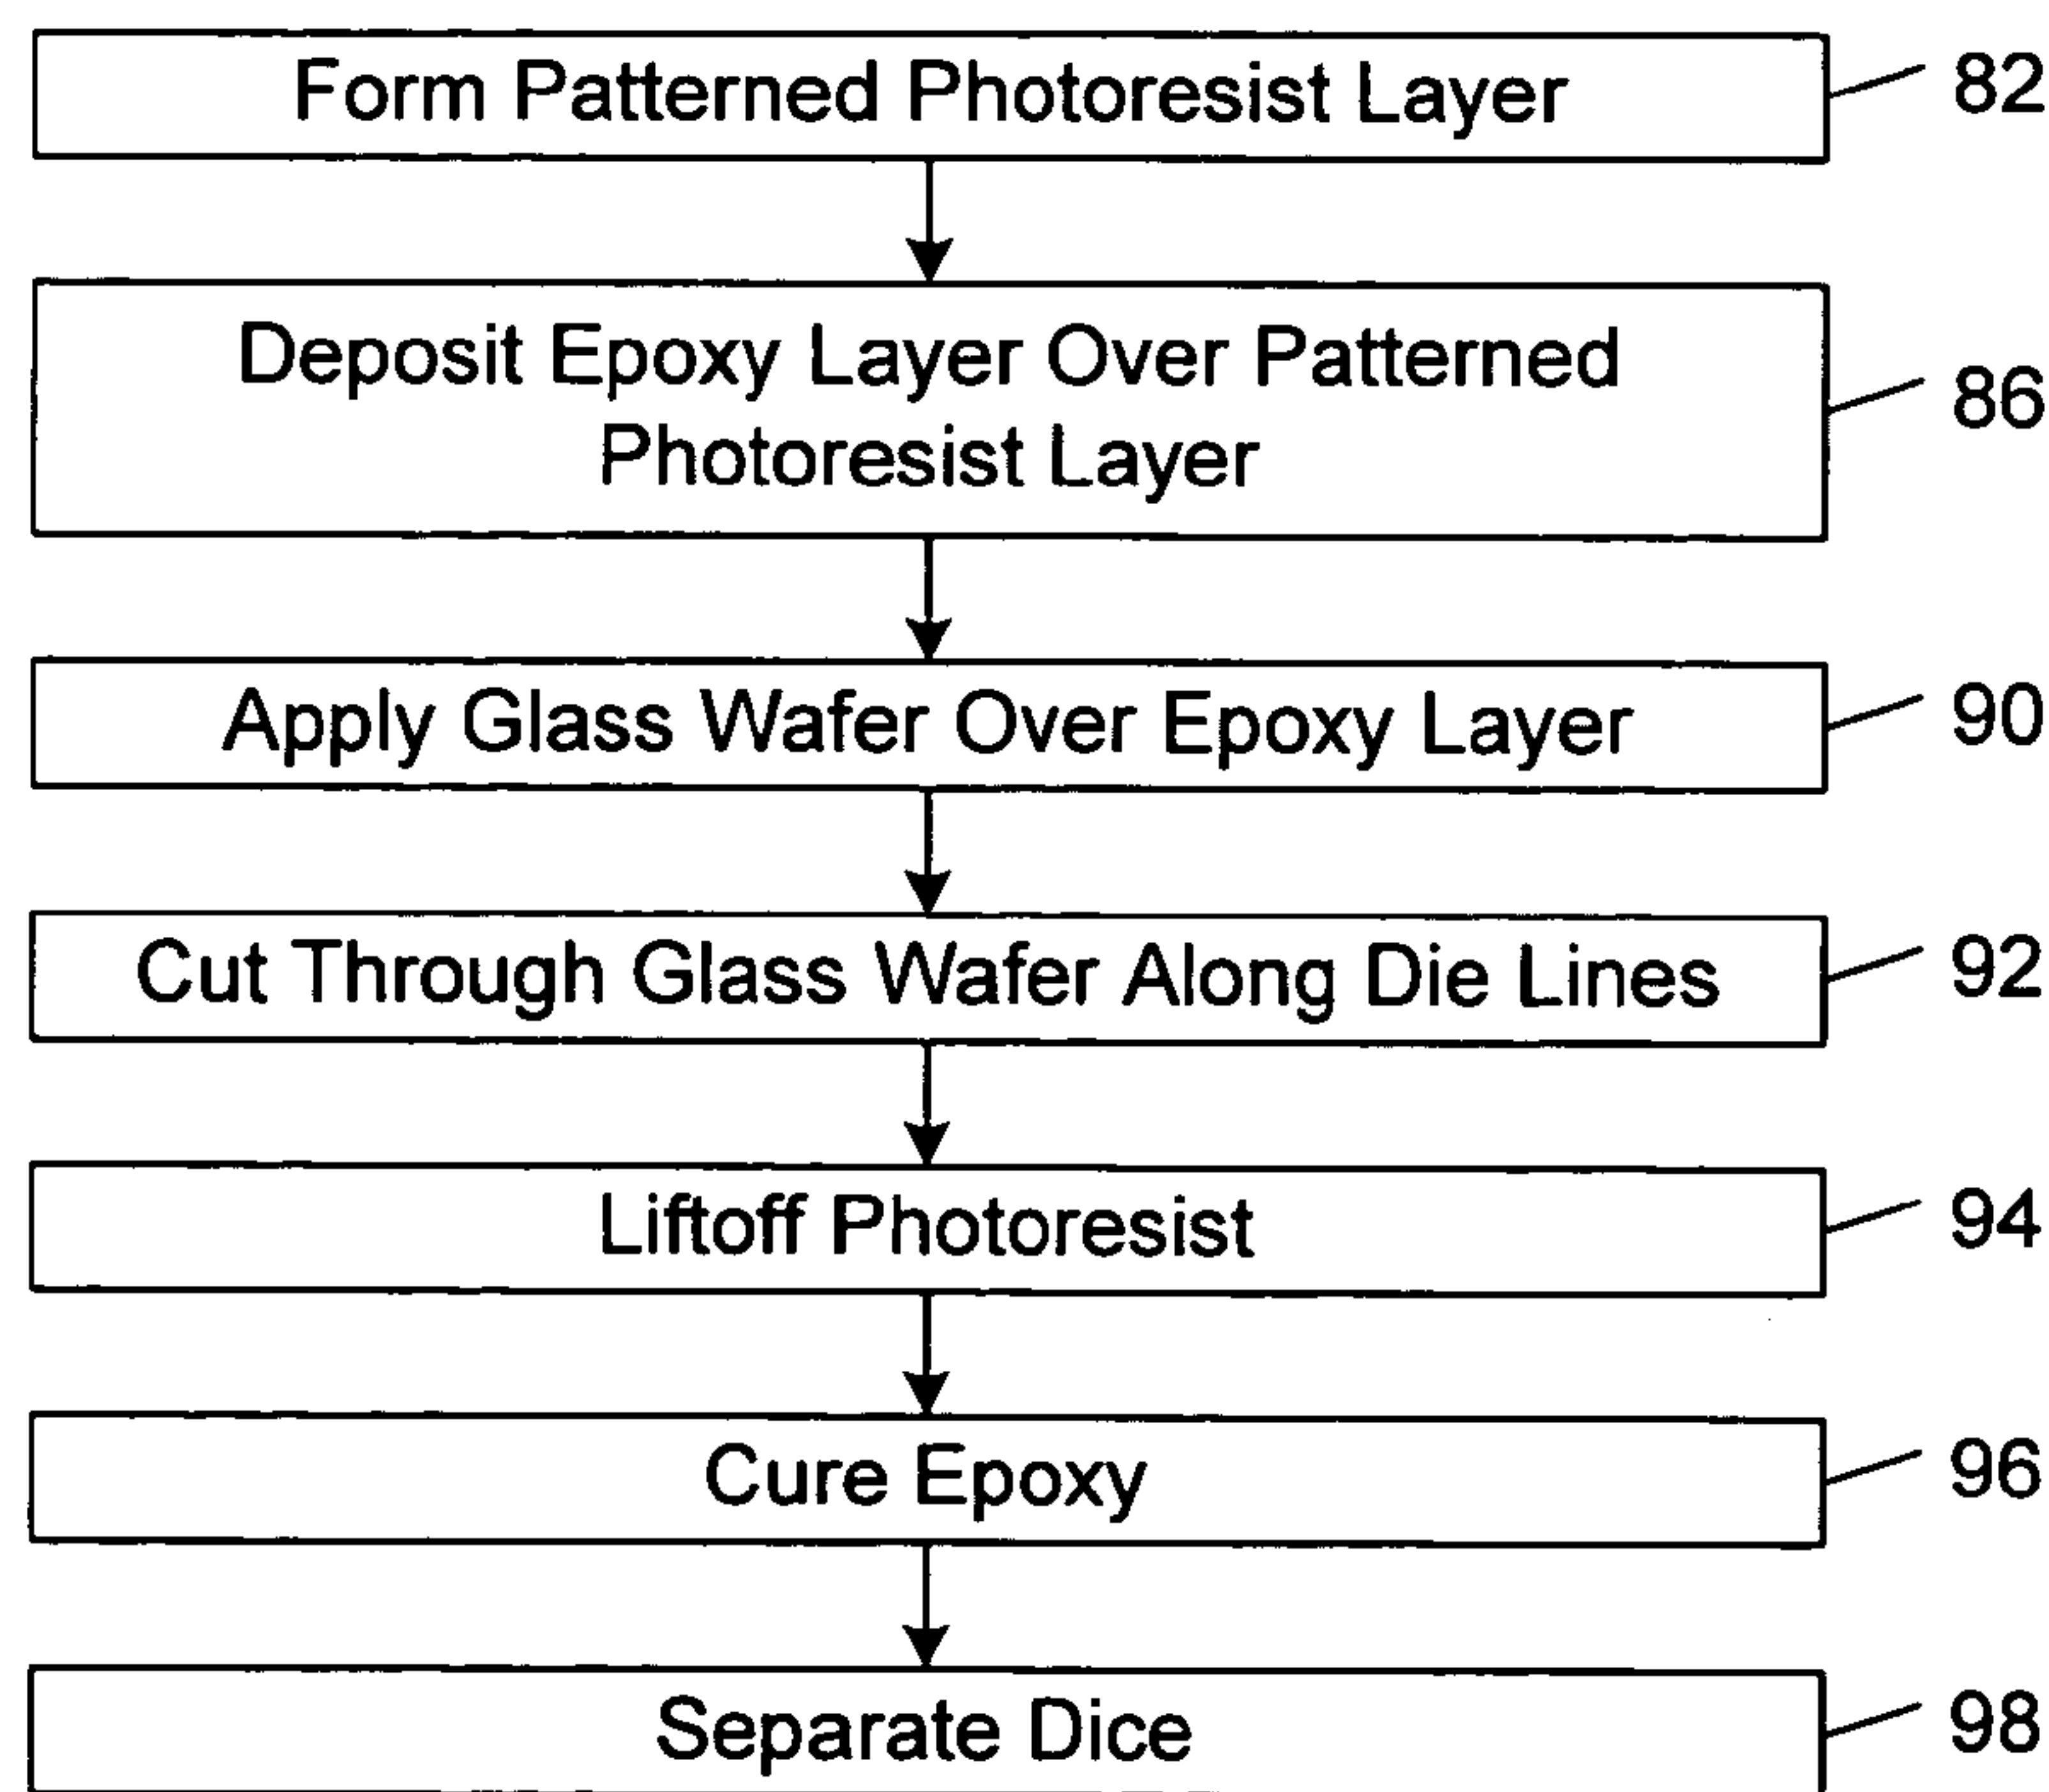 Form Patterned Photoresist Layer 82
Deposit Epoxy Layer Over Patterned
Photoresist Layer 86
Apply Glass Wafer Over Epoxy Layer 90
Cut Through Glass Wafer Along Die Lines 92
Liftoff Photoresist 94
Cure Epoxy 96
Separate Dice 98